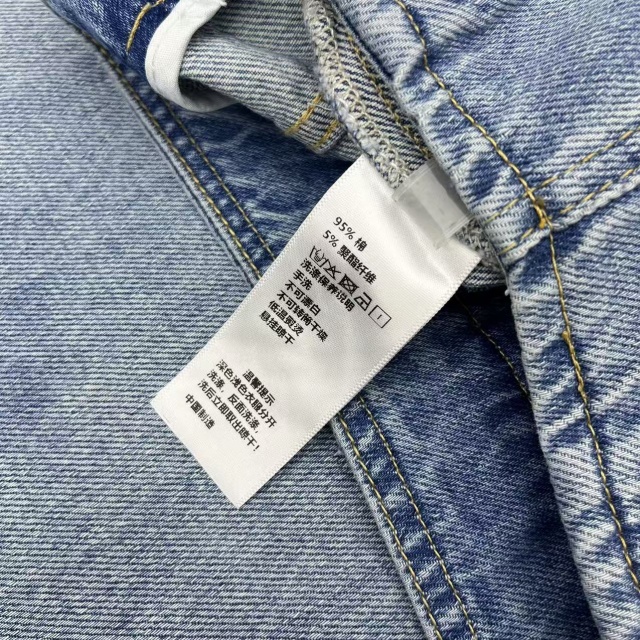 95% 棉
5% 聚酯纤维
洗涤保养说明
手洗
不可漂白
不可转筒干燥
低温熨烫
悬挂晾干
温馨提示
深色浅色衣服分开
洗涤，反面洗涤，
洗后立即取出晾干！
中國制造